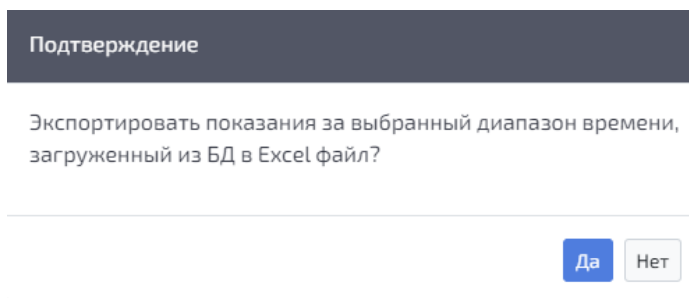 Подтверждение
Экспортировать показания за выбранный диапазон времени,
загруженный из БД в Excel файл?
Да
Нет